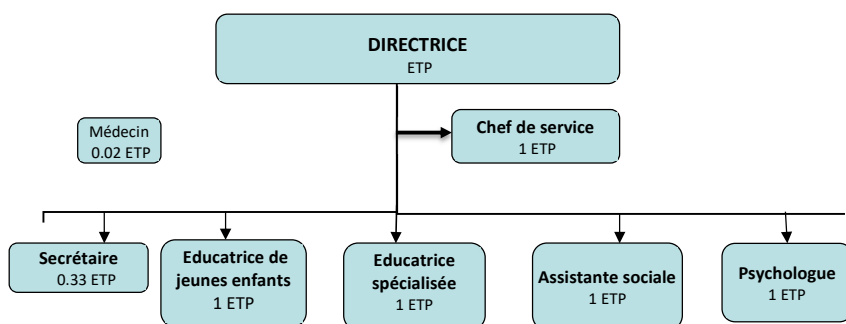 DIRECTRICE
ETP
Chef de service
1 ETP
Médecin
0.02 ETP
Secrétaire
0.33 ETP
Educatrice de
jeunes enfants
1 ETP
Educatrice
spécialisée
1 ETP
Assistante sociale
1 ETP
Psychologue
1 ETP